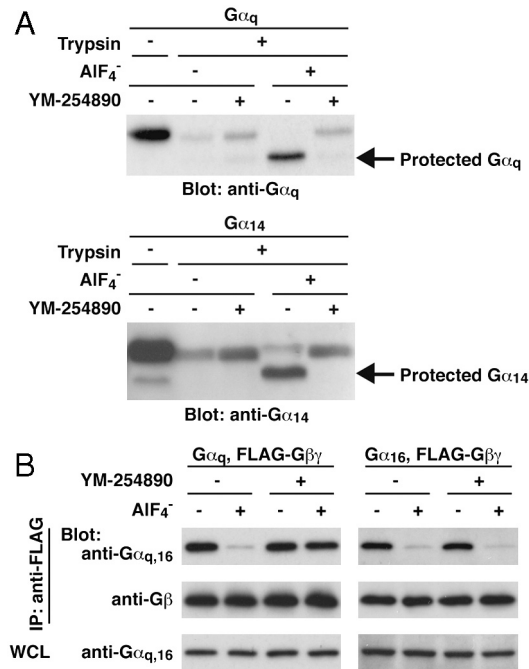 A
Gαq
Trypsin - +
AlF4- - +
YM-254890 - - + - +
Protected Gαq
Blot: anti-Gαq
Gα14
Trypsin - +
AlF4- - +
YM-254890 - - + - +
Protected Gα14
Blot: anti-Gα14
B
Gαq, FLAG-Gβγ Gα16, FLAG-Gβγ
YM-254890 - + - +
AlF4- - + - + - + - +
IP: anti-FLAG
Blot:
anti-Gαq,16
anti-Gβ
WCL anti-Gαq,16